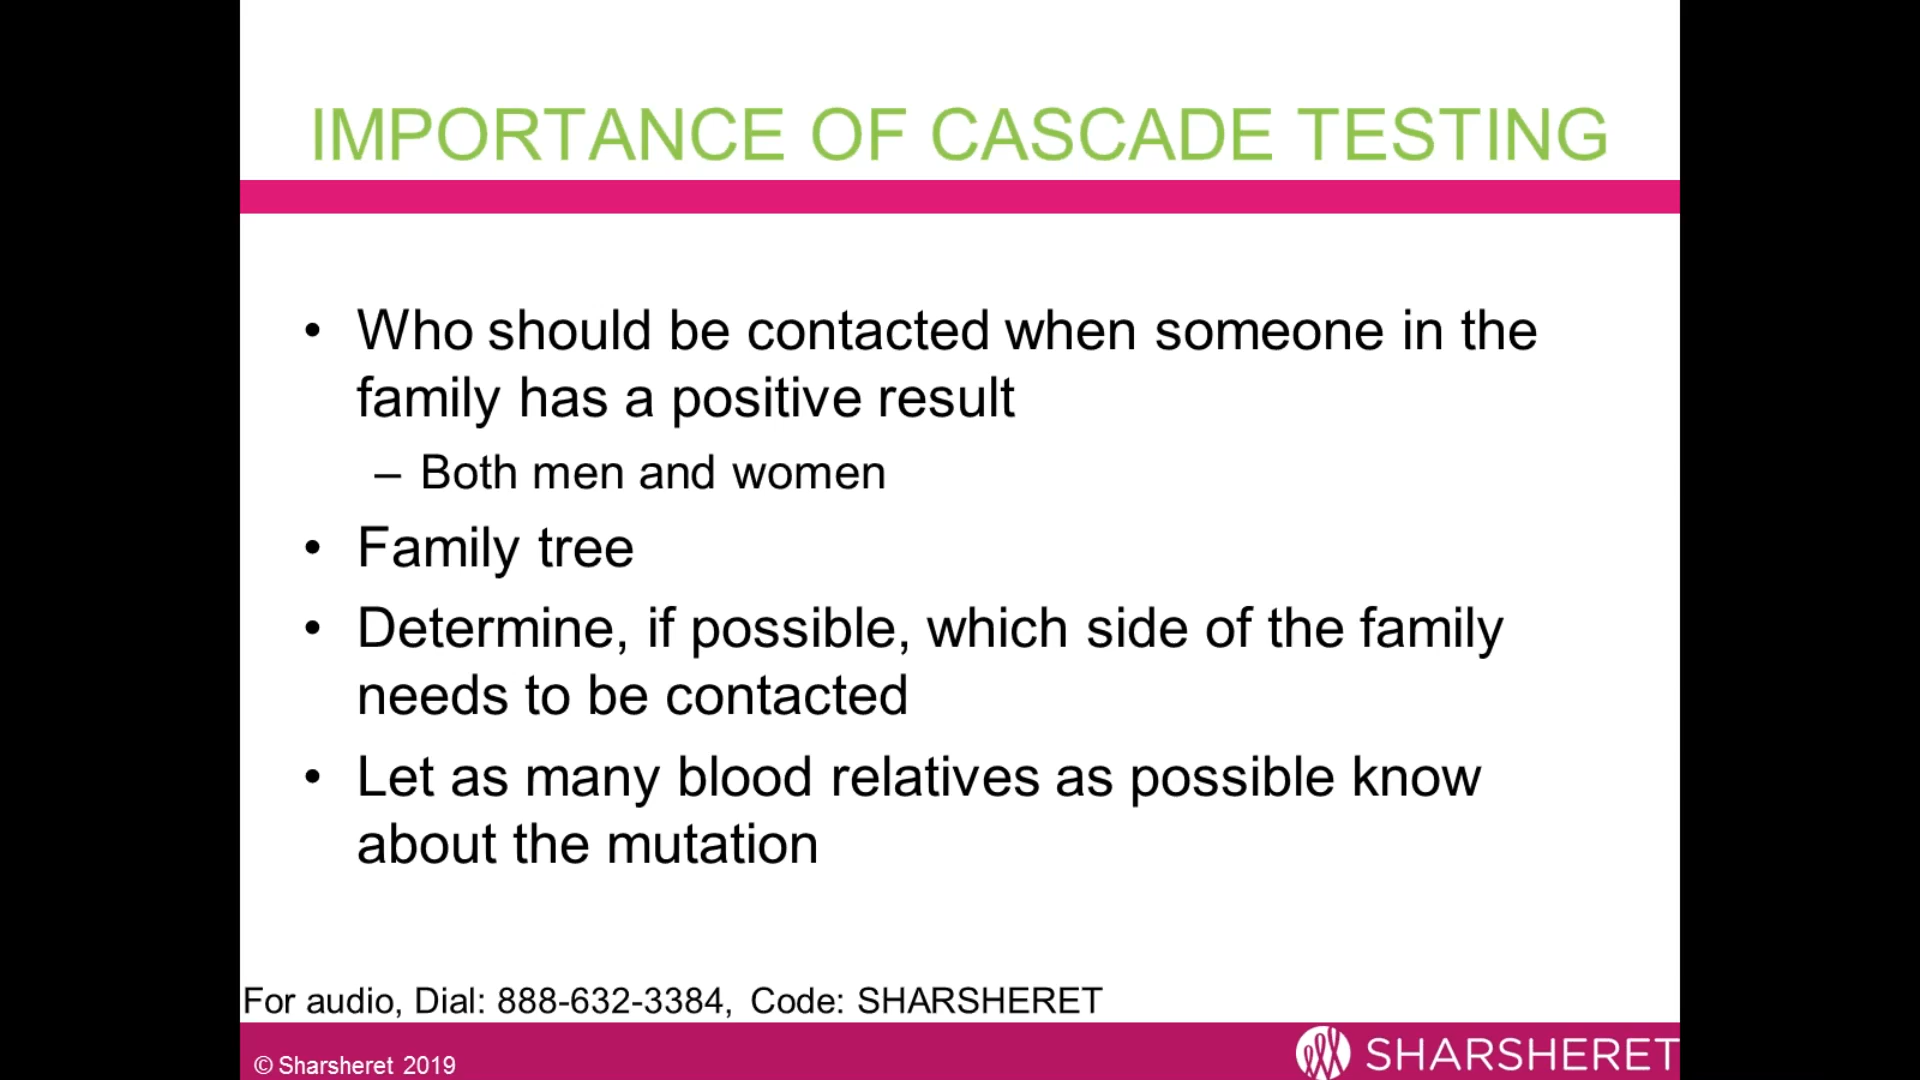 IMPORTANCE OF CASCADE TESTING
• Who should be contacted when someone in the
family has a positive result
– Both men and women
• Family tree
• Determine, if possible, which side of the family
needs to be contacted
• Let as many blood relatives as possible know
about the mutation
For audio, Dial: 888-632-3384, Code: SHARSHERET
© Sharsheret 2019
SHARSHERET